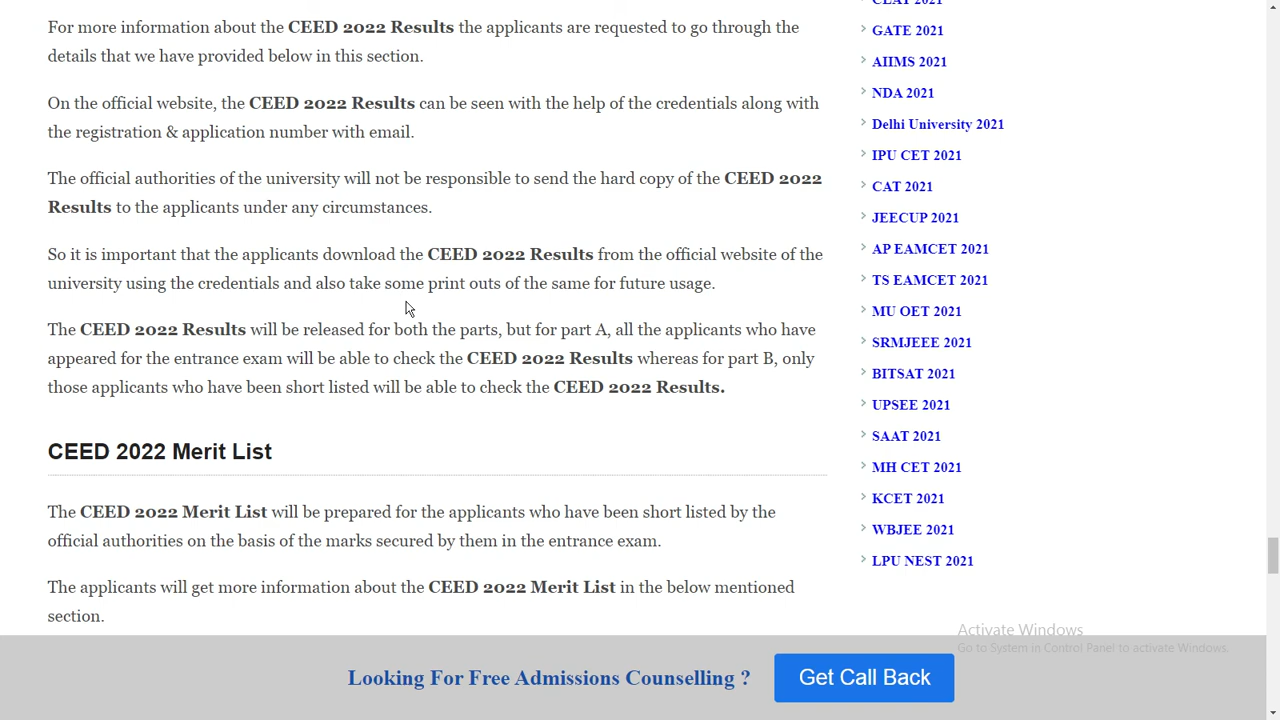 For more information about the CEED 2022 Results the applicants are requested to go through the
details that we have provided below in this section.
On the official website, the CEED 2022 Results can be seen with the help of the credentials along with
the registration & application number with email.
The official authorities of the university will not be responsible to send the hard copy of the CEED 2022
Results to the applicants under any circumstances.
So it is important that the applicants download the CEED 2022 Results from the official website of the
university using the credentials and also take some print outs of the same for future usage.
The CEED 2022 Results will be released for both the parts, but for part A, all the applicants who have
appeared for the entrance exam will be able to check the CEED 2022 Results whereas for part B, only
those applicants who have been short listed will be able to check the CEED 2022 Results.
CEED 2022 Merit List
The CEED 2022 Merit List will be prepared for the applicants who have been short listed by the
official authorities on the basis of the marks secured by them in the entrance exam.
The applicants will get more information about the CEED 2022 Merit List in the below mentioned
section.
CLAT 2021
GATE 2021
AIIMS 2021
NDA 2021
Delhi University 2021
IPU CET 2021
CAT 2021
JEECUP 2021
AP EAMCET 2021
TS EAMCET 2021
MU OET 2021
SRMJEEE 2021
BITSAT 2021
UPSEE 2021
SAAT 2021
MH CET 2021
KCET 2021
WBJEE 2021
LPU NEST 2021
Activate Windows
Go to System in Control Panel to activate Windows.
Looking For Free Admissions Counselling ?
Get Call Back